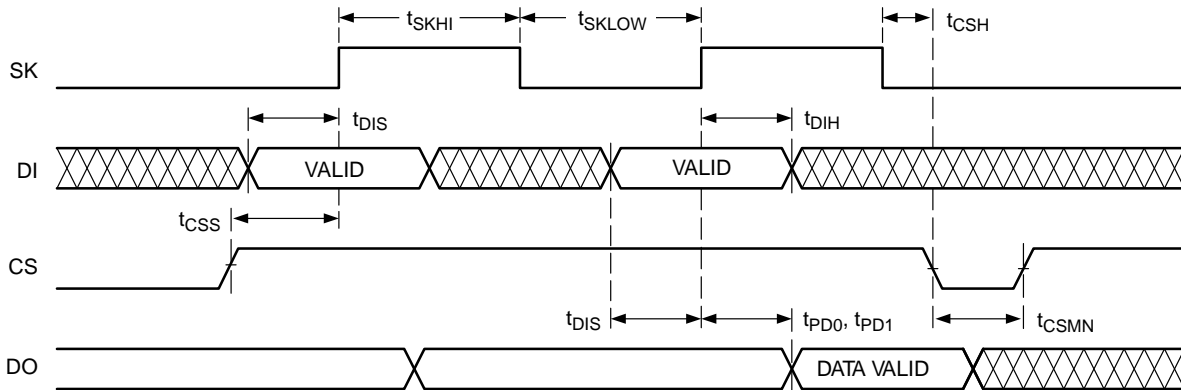 tSKHI tSKLOW tCSH
SK
tDIS tDIH
DI VALID VALID
tCSS
CS
tDIS tPD0, tPD1 tCSMN
DO DATA VALID